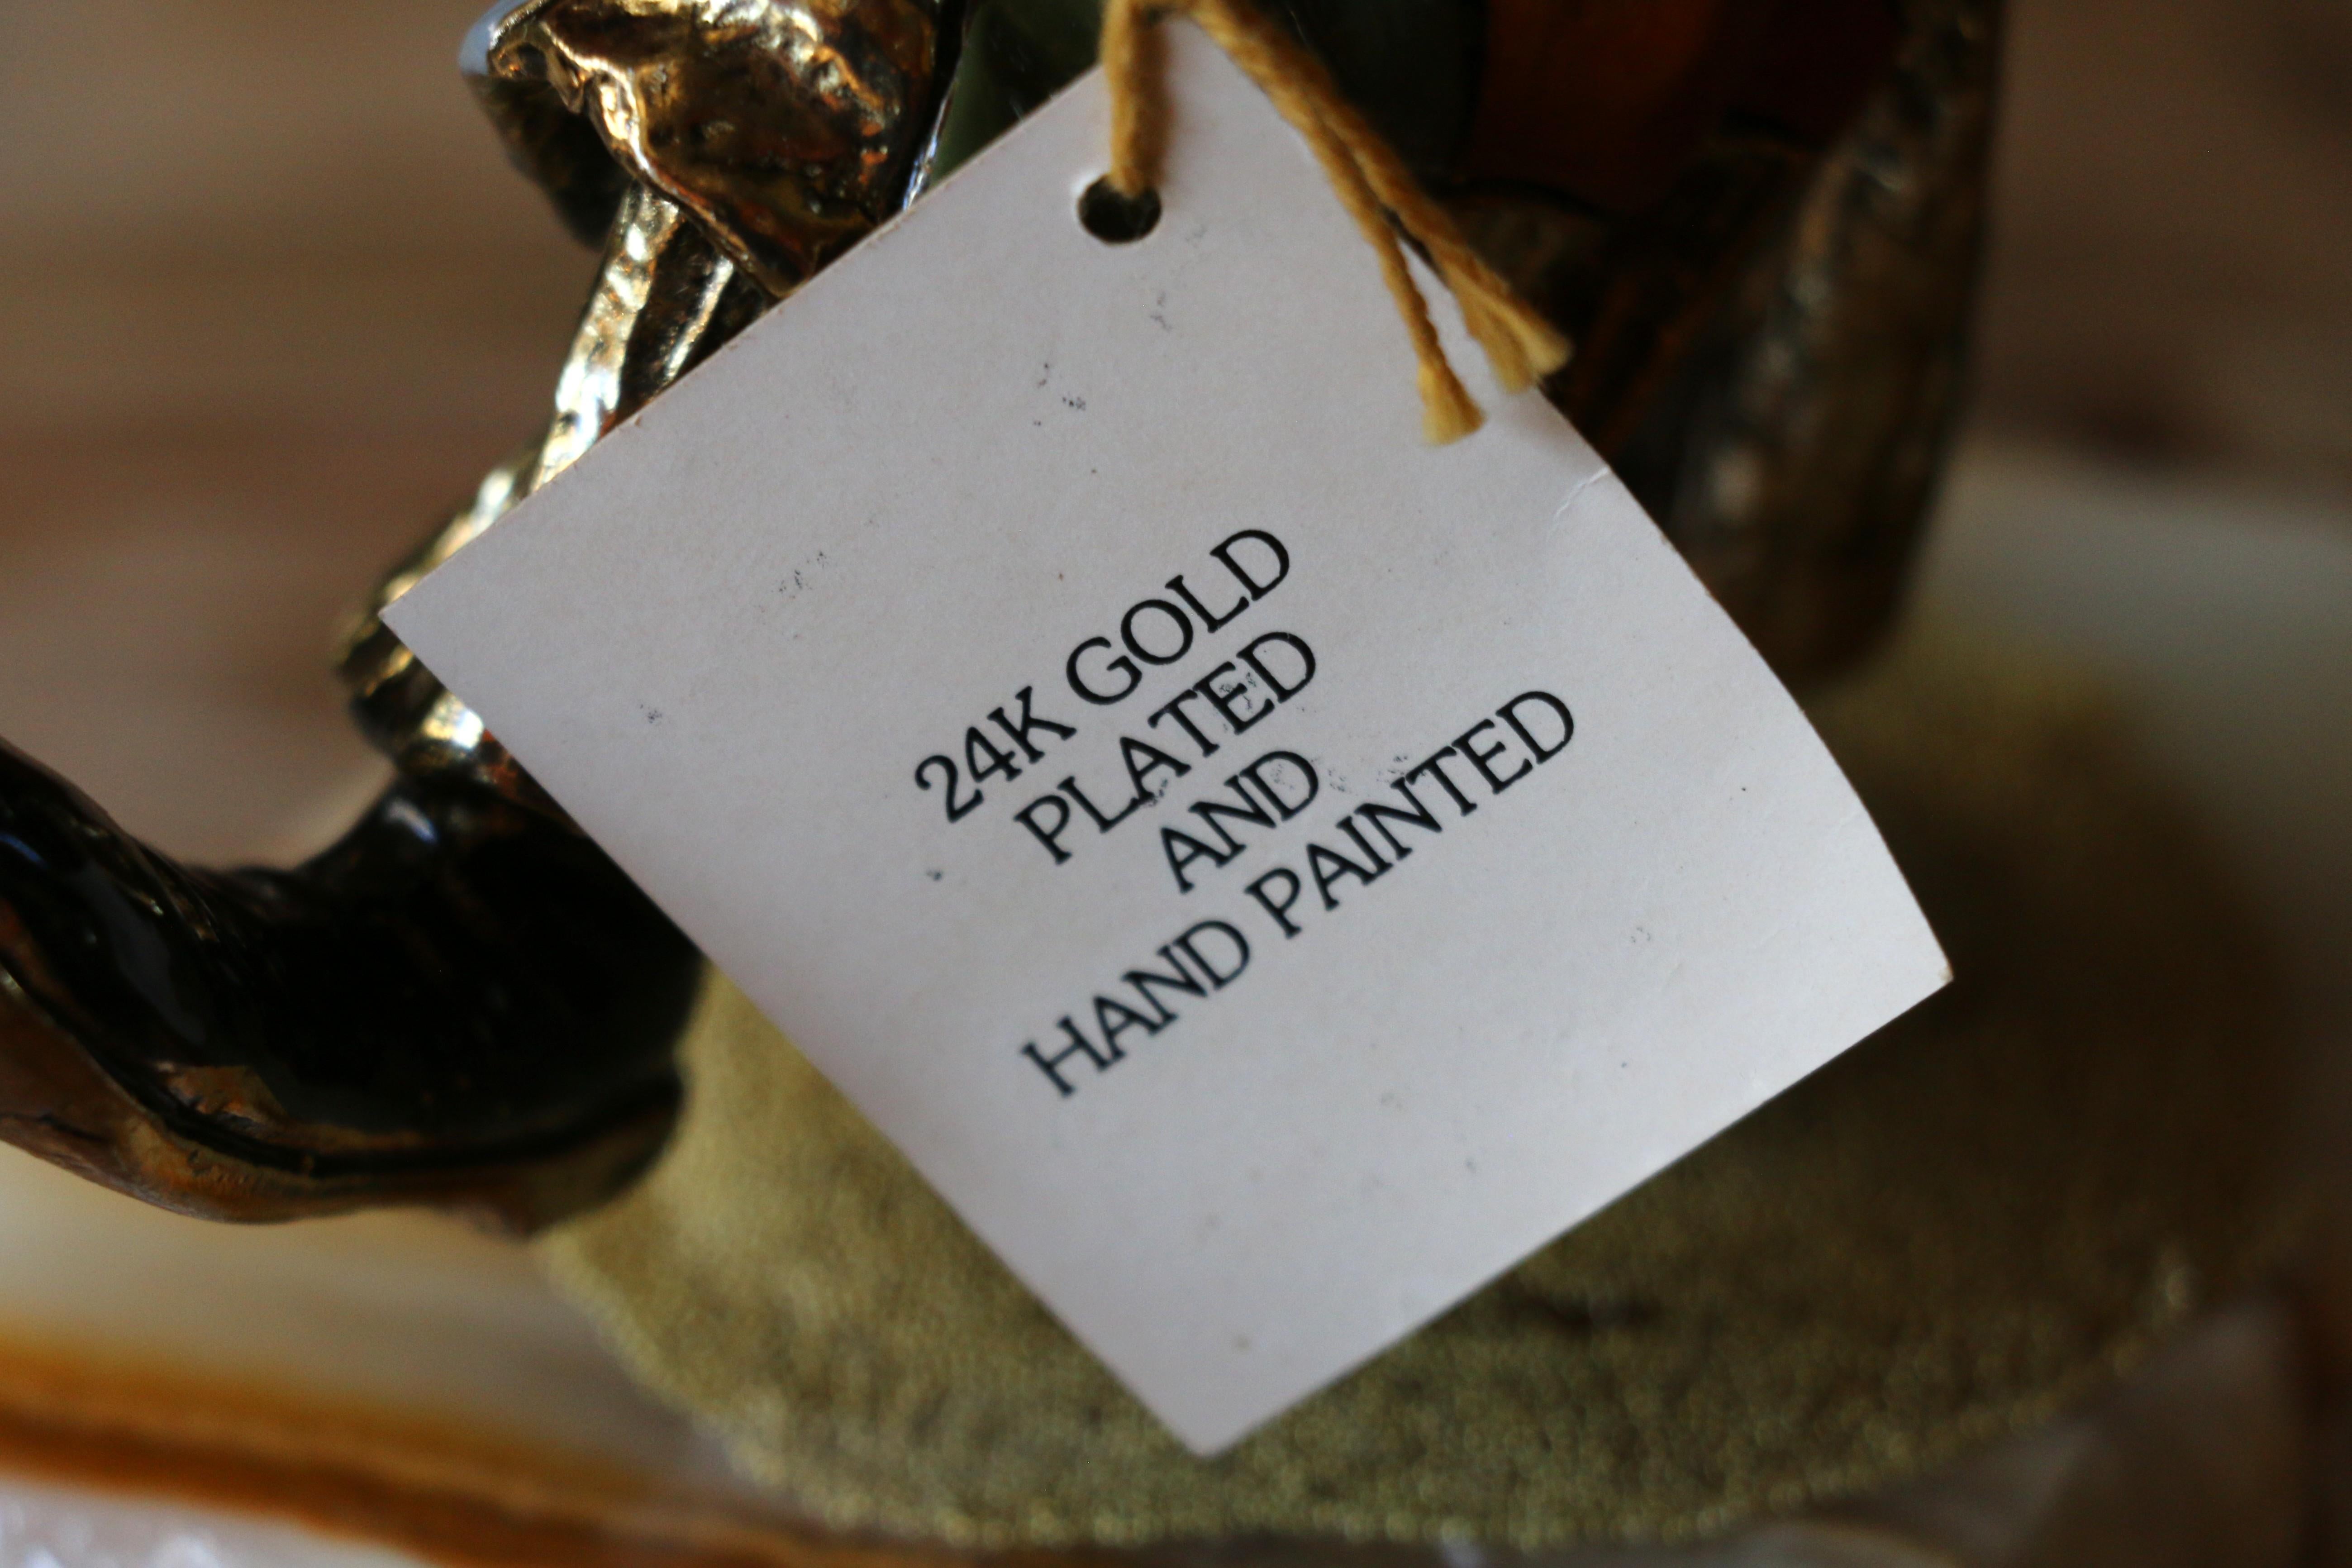 24K GOLD
PLATED
AND
HAND PAINTED